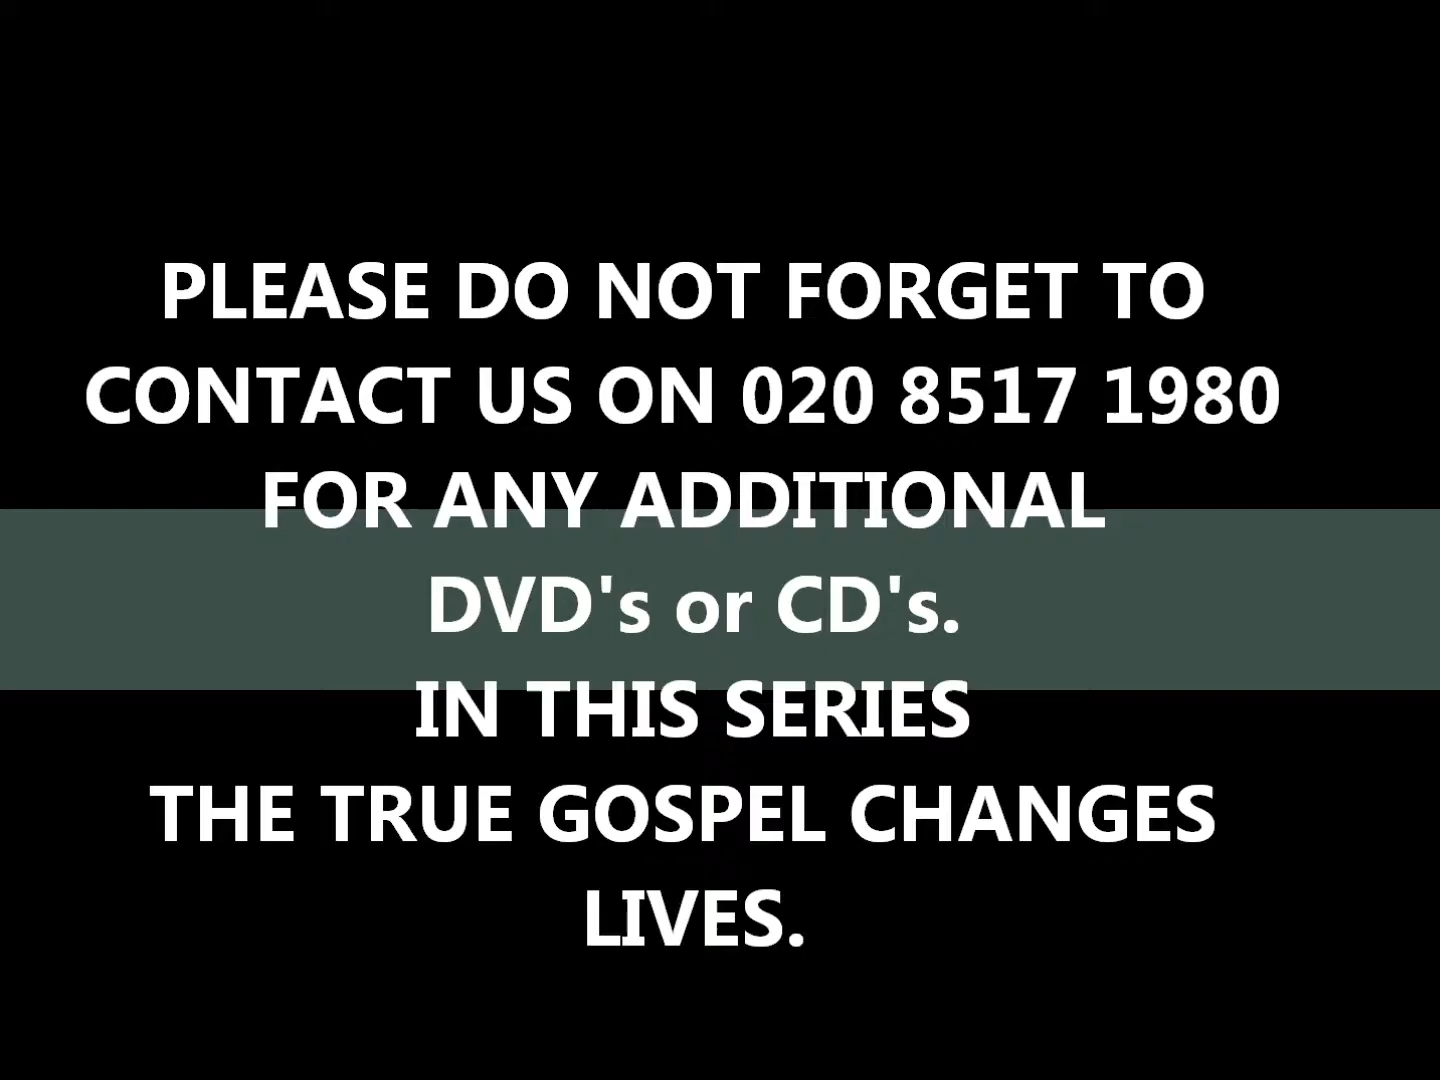 PLEASE DO NOT FORGET TO
CONTACT US ON 020 8517 1980
FOR ANY ADDITIONAL
DVD's or CD's.
IN THIS SERIES
THE TRUE GOSPEL CHANGES
LIVES.